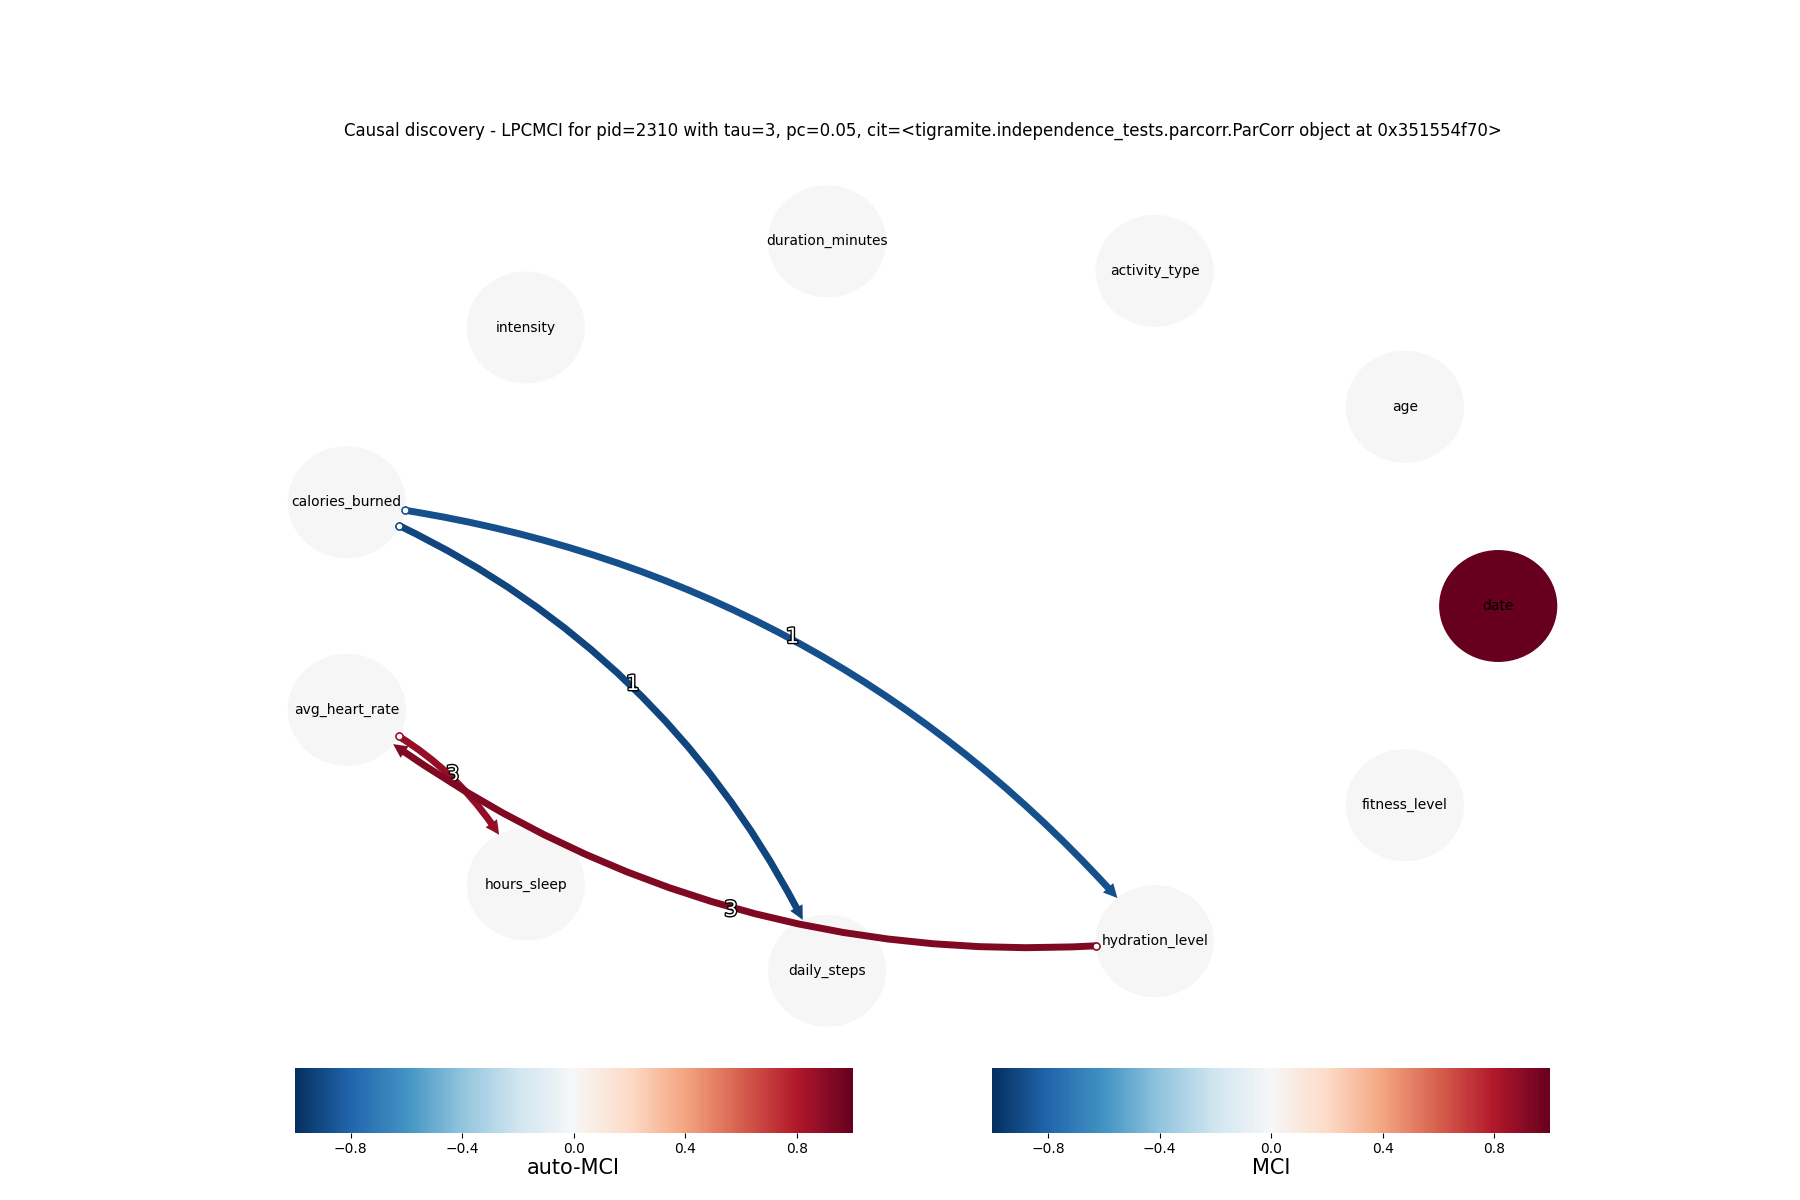 Causal discovery - LPCMCI for pid=2310 with tau=3, pc=0.05, cit=<tigramite.independence_tests.parcorr.ParCorr object at 0x351554f70>
duration_minutes
activity_type
intensity
age
calories_burned
date
1
1
avg_heart_rate
3
fitness_level
hours_sleep
3
hydration_level
daily_steps
−0.8 −0.4 0.0 0.4 0.8
auto-MCI
−0.8 −0.4 0.0 0.4 0.8
MCI